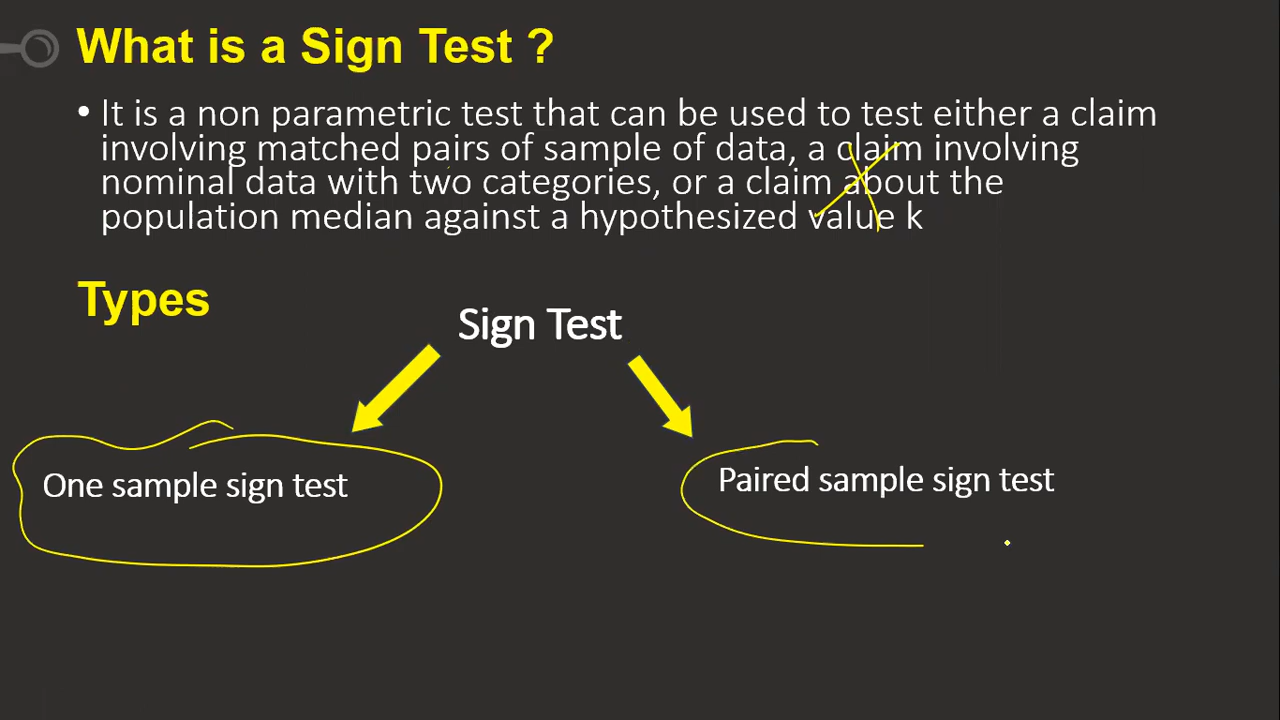 What is a Sign Test ?
• It is a non parametric test that can be used to test either a claim
involving matched pairs of sample of data, a claim involving
nominal data with two categories, or a claim about the
population median against a hypothesized value k
Types
Sign Test
One sample sign test
Paired sample sign test